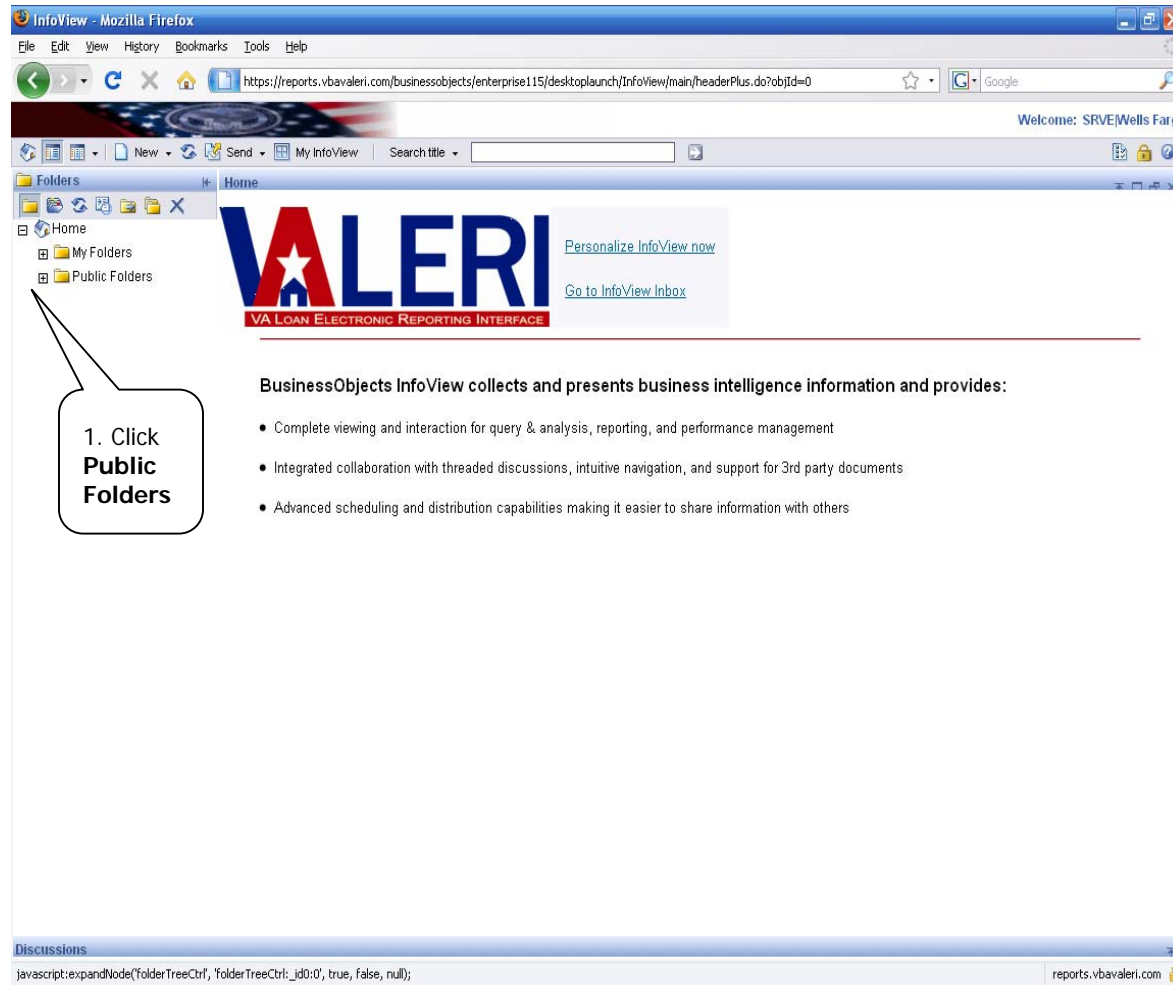 InfoView - Mozilla Firefox
File Edit View History Bookmarks Tools Help
https://reports.vbavaleri.com/businessobjects/enterprise115/desktoplaunch/InfoView/main/headerPlus.do?objId=0
G Google
Welcome: SRVE|Wells Far
New Send My InfoView Search title
Folders Home
Home
My Folders
Public Folders
VALERI
VA LOAN ELECTRONIC REPORTING INTERFACE
Personalize InfoView now
Go to InfoView Inbox
BusinessObjects InfoView collects and presents business intelligence information and provides:
• Complete viewing and interaction for query & analysis, reporting, and performance management
• Integrated collaboration with threaded discussions, intuitive navigation, and support for 3rd party documents
• Advanced scheduling and distribution capabilities making it easier to share information with others
1. Click
Public
Folders
Discussions
javascript:expandNode('folderTreeCtrl', 'folderTreeCtrl:_id0:0', true, false, null);
reports.vbavaleri.com